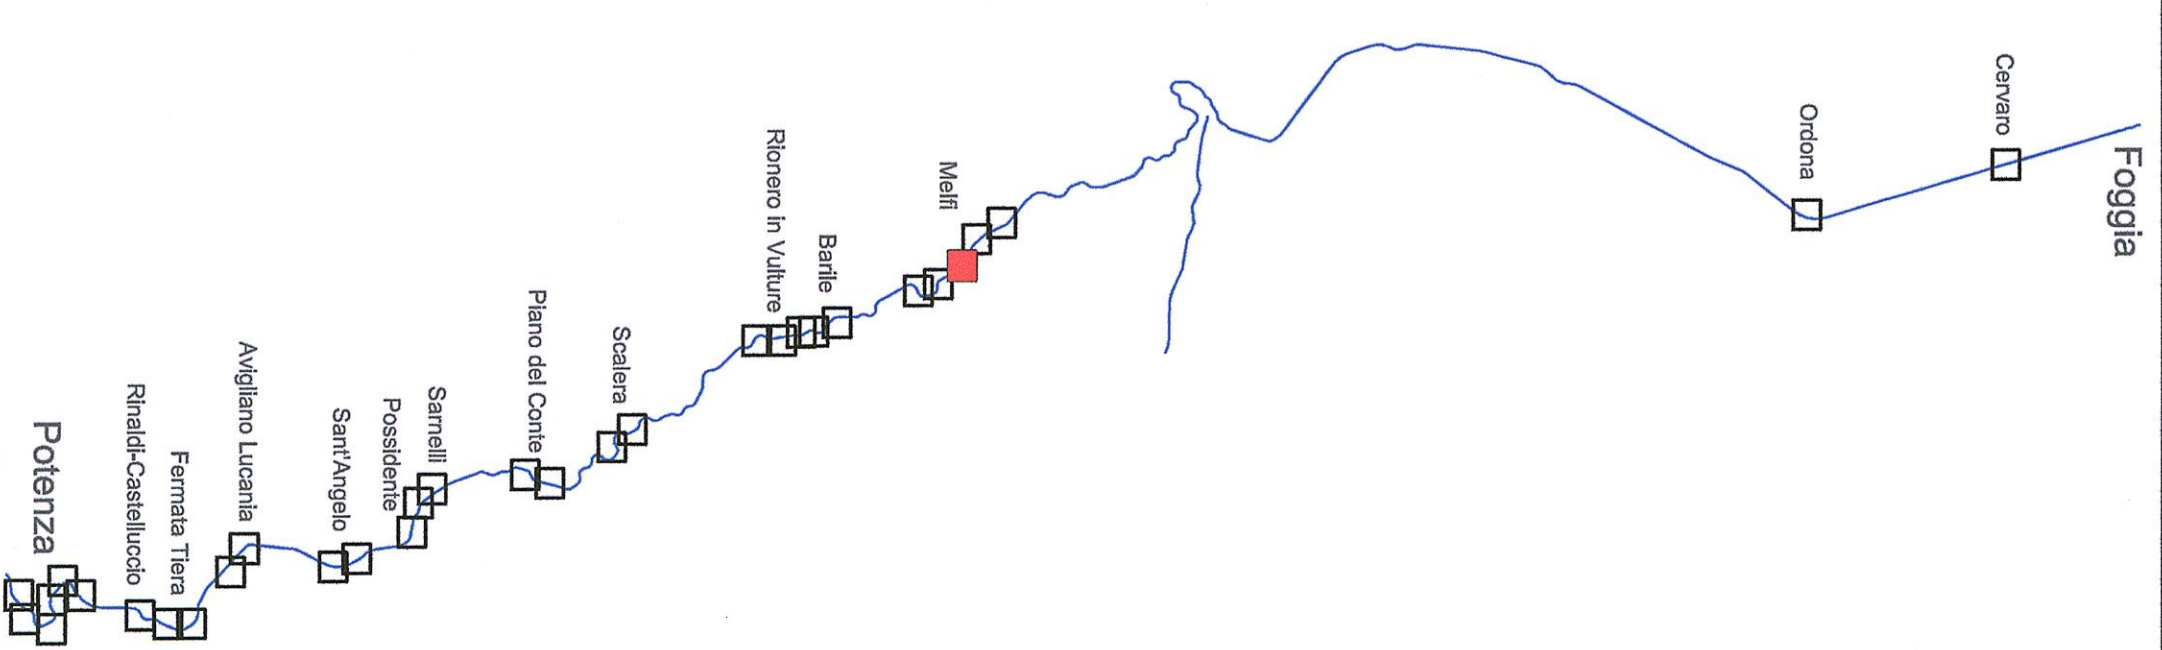 Foggia
Cervaro
Ordona
Melfi
Barile
Rionero in Vulture
Scalera
Piano del Conte
Sarnelli
Possidente
Sant'Angelo
Avigliano Lucania
Fermata Tiera
Rinaldi-Castelluccio
Potenza